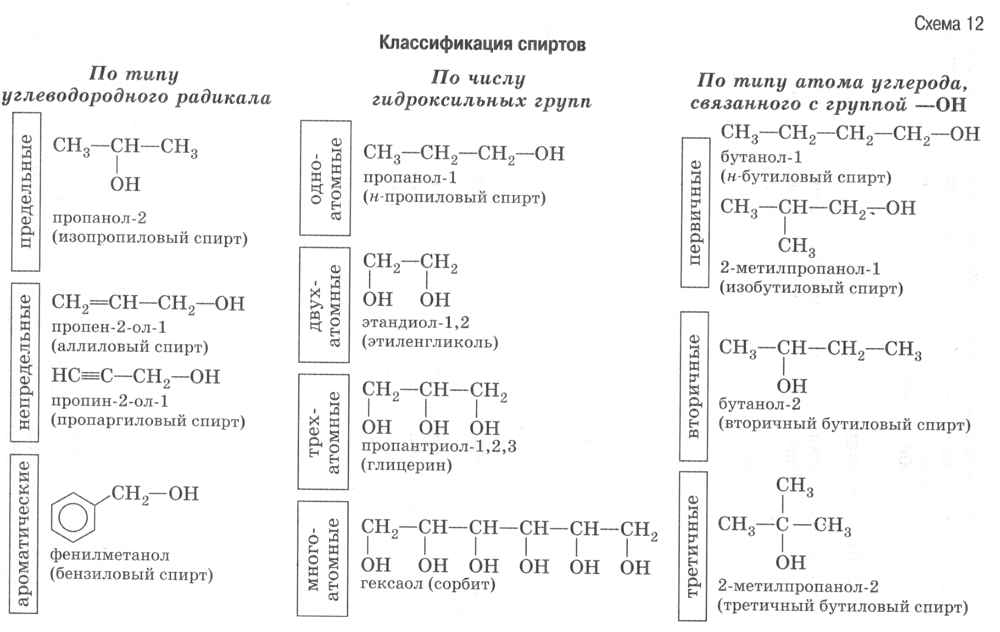 Схема 12
Классификация спиртов
По типу
углеводородного радикала
предельные
CH₃—CH—CH₃
|
OH
пропанол-2
(изопропиловый спирт)
непредельные
CH₂=CH—CH₂—OH
пропен-2-ол-1
(аллиловый спирт)
HC≡C—CH₂—OH
пропин-2-ол-1
(пропаргиловый спирт)
ароматические
CH₂—OH
фенилметанол
(бензиловый спирт)
По числу
гидроксильных групп
одно-
атомные
CH₃—CH₂—CH₂—OH
пропанол-1
(н-пропиловый спирт)
двух-
атомные
CH₂—CH₂
| |
OH OH
этандиол-1,2
(этиленгликоль)
трех-
атомные
CH₂—CH—CH₂
| | |
OH OH OH
пропантриол-1,2,3
(глицерин)
много-
атомные
CH₂—CH—CH—CH—CH—CH₂
| | | | | |
OH OH OH OH OH OH
гексаол (сорбит)
По типу атома углерода,
связанного с группой —OH
первичные
CH₃—CH₂—CH₂—CH₂—OH
бутанол-1
(н-бутиловый спирт)
CH₃—CH—CH₂—OH
|
CH₃
2-метилпропанол-1
(изобутиловый спирт)
вторичные
CH₃—CH—CH₂—CH₃
|
OH
бутанол-2
(вторичный бутиловый спирт)
третичные
CH₃
|
CH₃—C—CH₃
|
OH
2-метилпропанол-2
(третичный бутиловый спирт)